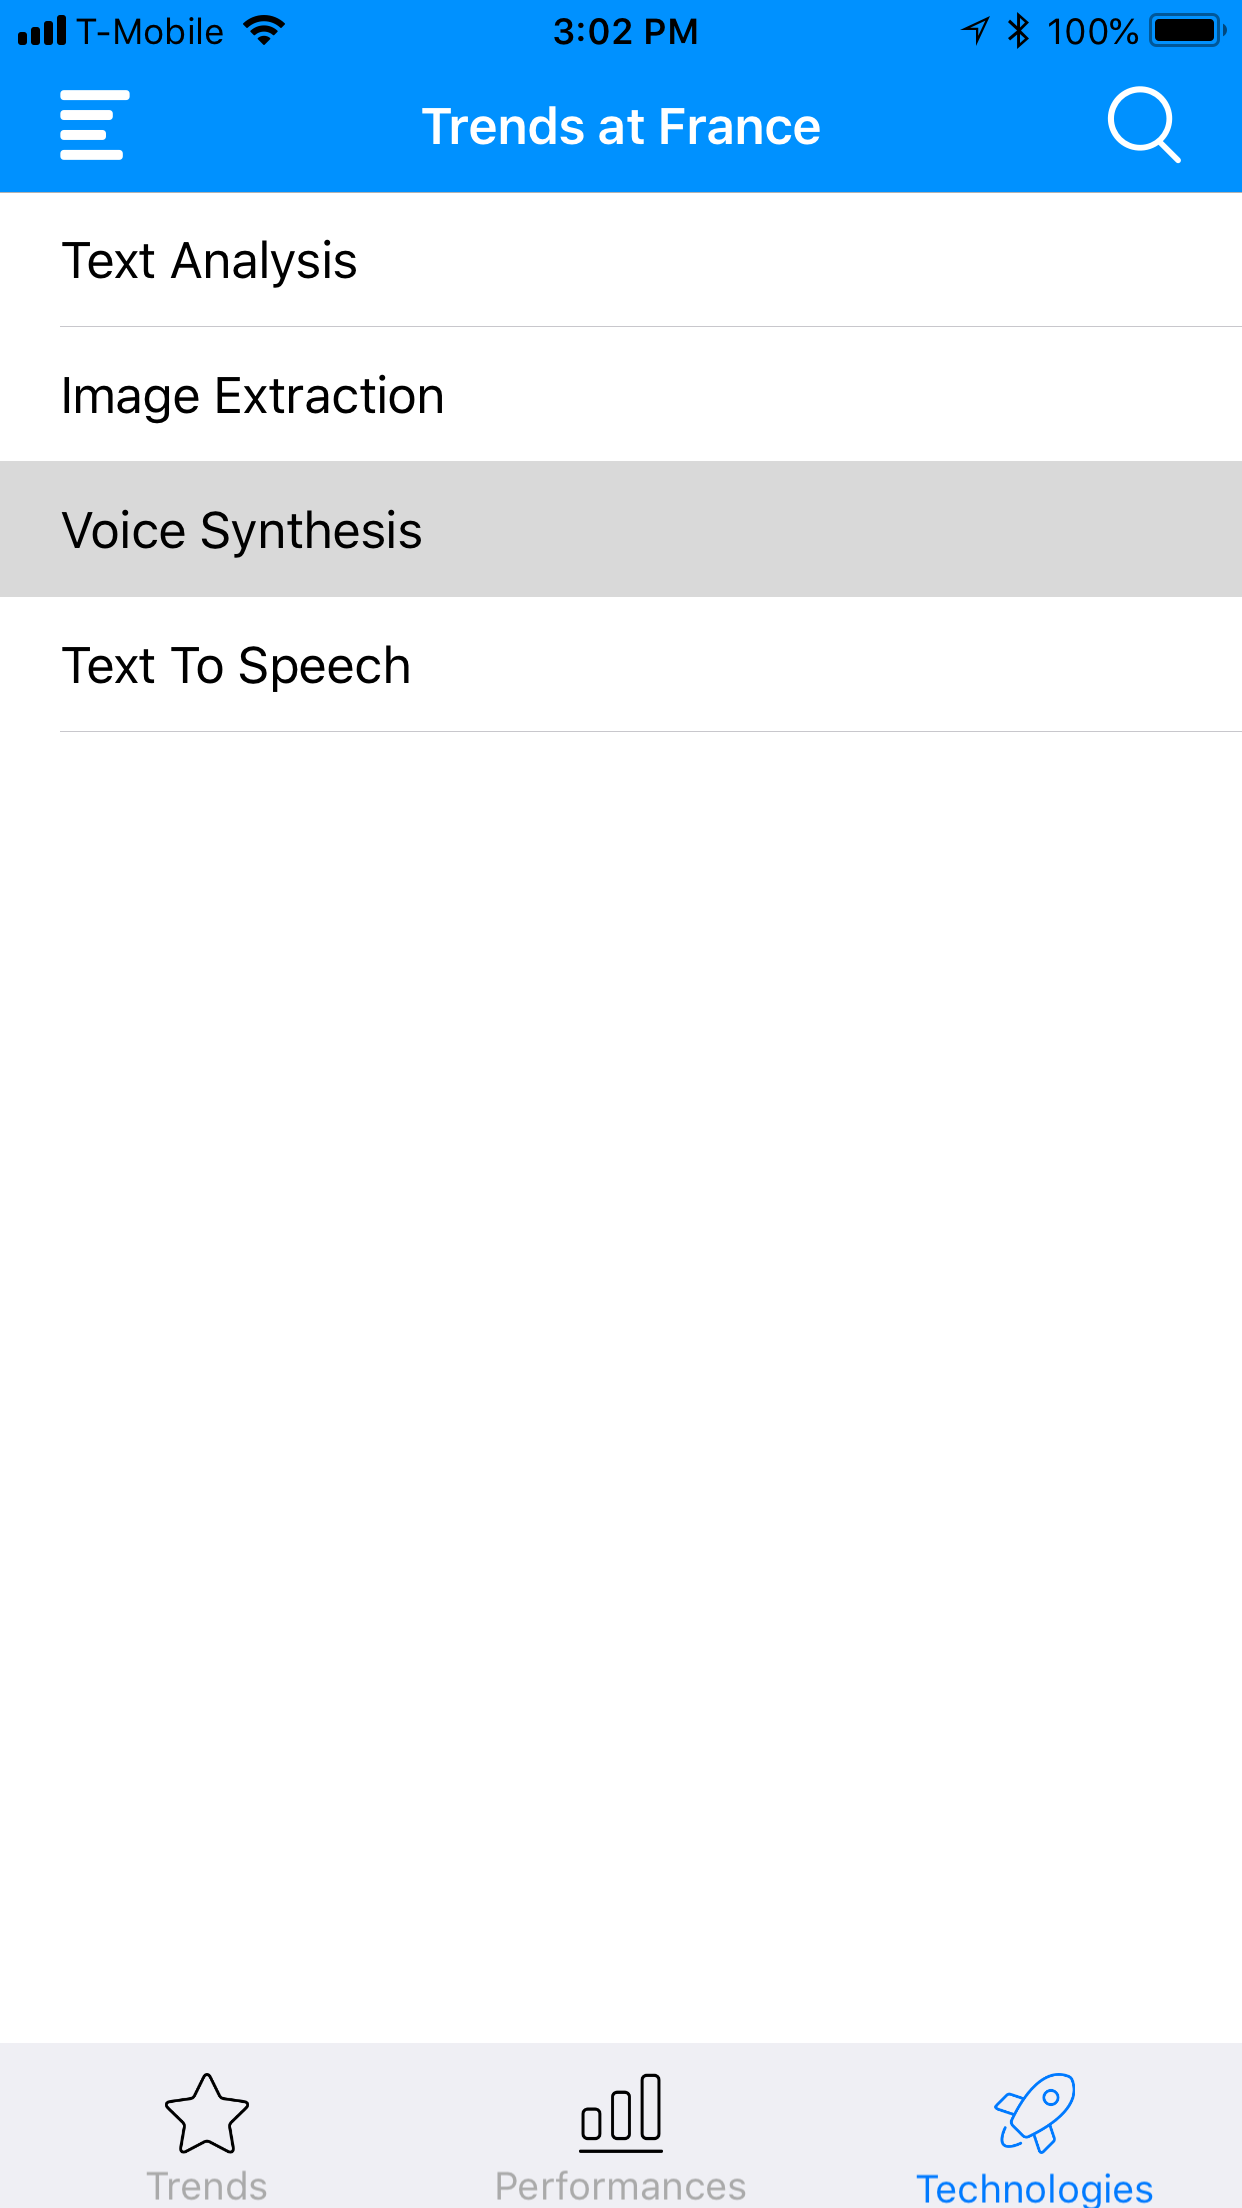 T-Mobile 3:02 PM 100%
Trends at France
Text Analysis
Image Extraction
Voice Synthesis
Text To Speech
Trends Performances Technologies